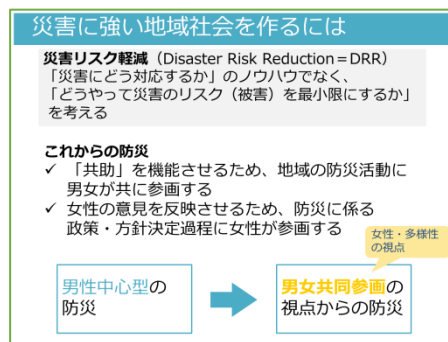 災害に強い地域社会を作るには
災害リスク軽減（Disaster Risk Reduction＝DRR）
「災害にどう対応するか」のノウハウでなく、
「どうやって災害のリスク（被害）を最小限にするか」
を考える
これからの防災
✓ 「共助」を機能させるため、地域の防災活動に
男女が共に参画する
✓ 女性の意見を反映させるため、防災に係る
政策・方針決定過程に女性が参画する
女性・多様性
の視点
男性中心型の
防災
男女共同参画の
視点からの防災